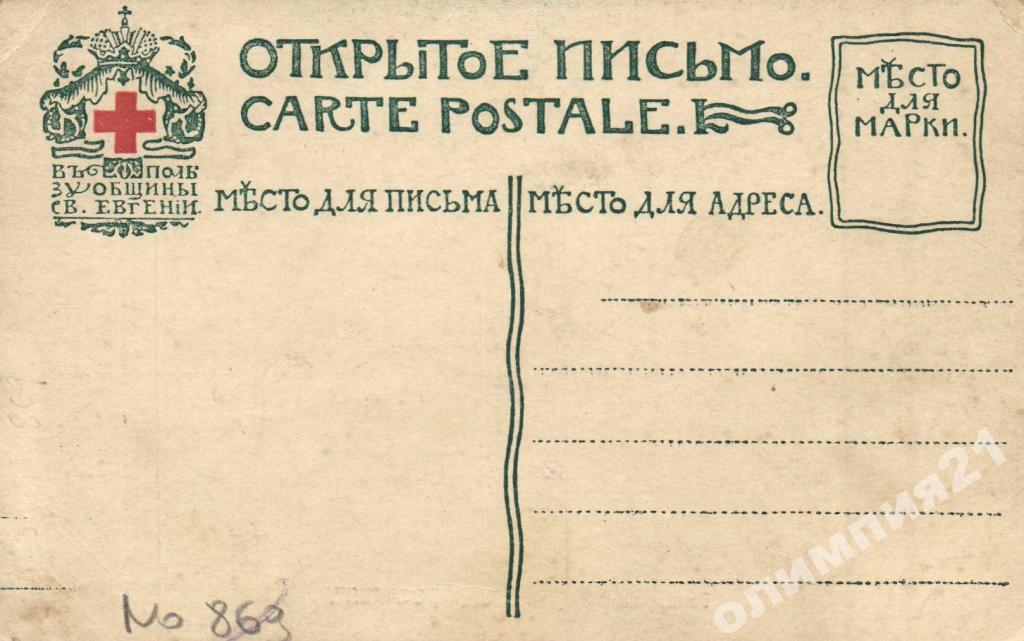 ОТКРЫТОЕ ПИСЬМО.
CARTE POSTALE.
МѢСТО
ДЛЯ
МАРКИ.
ВЪ ПОЛЬ
ЗУ ОБЩИНЫ
СВ. ЕВГЕНІИ.
МѢСТО ДЛЯ ПИСЬМА
МѢСТО ДЛЯ АДРЕСА.
No 869
олимпия21